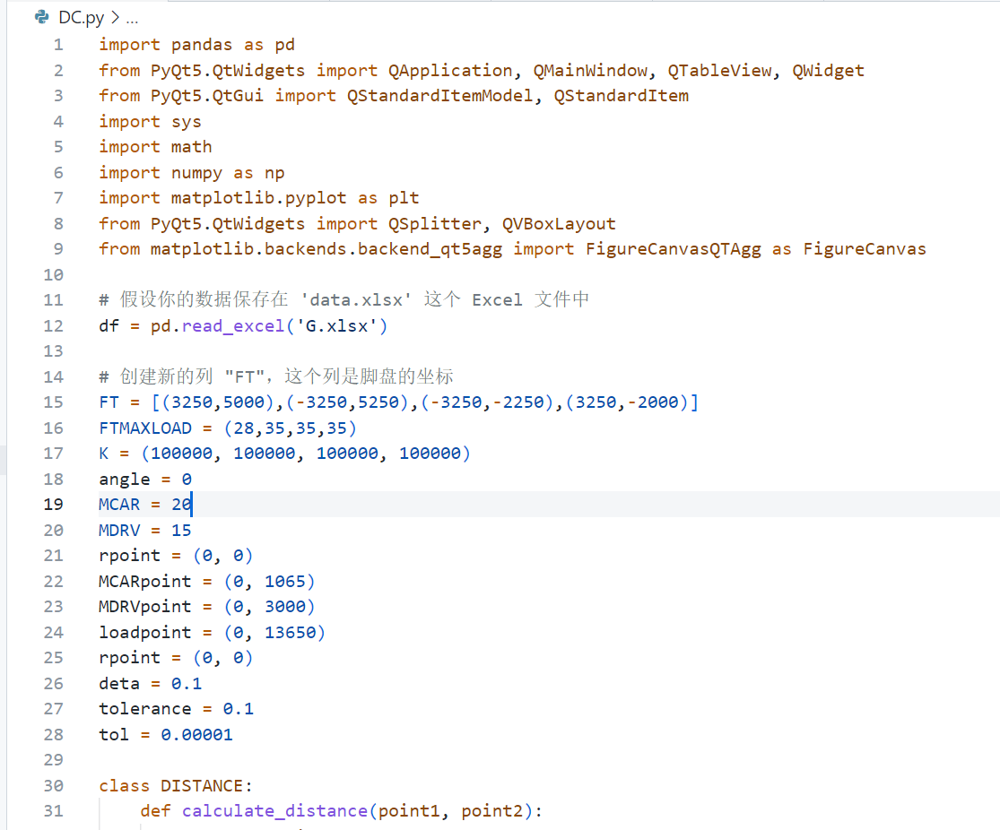 DC.py > ...
1 import pandas as pd
2 from PyQt5.QtWidgets import QApplication, QMainWindow, QTableView, QWidget
3 from PyQt5.QtGui import QStandardItemModel, QStandardItem
4 import sys
5 import math
6 import numpy as np
7 import matplotlib.pyplot as plt
8 from PyQt5.QtWidgets import QSplitter, QVBoxLayout
9 from matplotlib.backends.backend_qt5agg import FigureCanvasQTAgg as FigureCanvas
10
11 # 假设你的数据保存在 'data.xlsx' 这个 Excel 文件中
12 df = pd.read_excel('G.xlsx')
13
14 # 创建新的列 "FT"，这个列是脚盘的坐标
15 FT = [(3250,5000),(-3250,5250),(-3250,-2250),(3250,-2000)]
16 FTMAXLOAD = (28,35,35,35)
17 K = (100000, 100000, 100000, 100000)
18 angle = 0
19 MCAR = 20
20 MDRV = 15
21 rpoint = (0, 0)
22 MCARpoint = (0, 1065)
23 MDRVpoint = (0, 3000)
24 loadpoint = (0, 13650)
25 rpoint = (0, 0)
26 deta = 0.1
27 tolerance = 0.1
28 tol = 0.00001
29
30 class DISTANCE:
31 def calculate_distance(point1, point2):